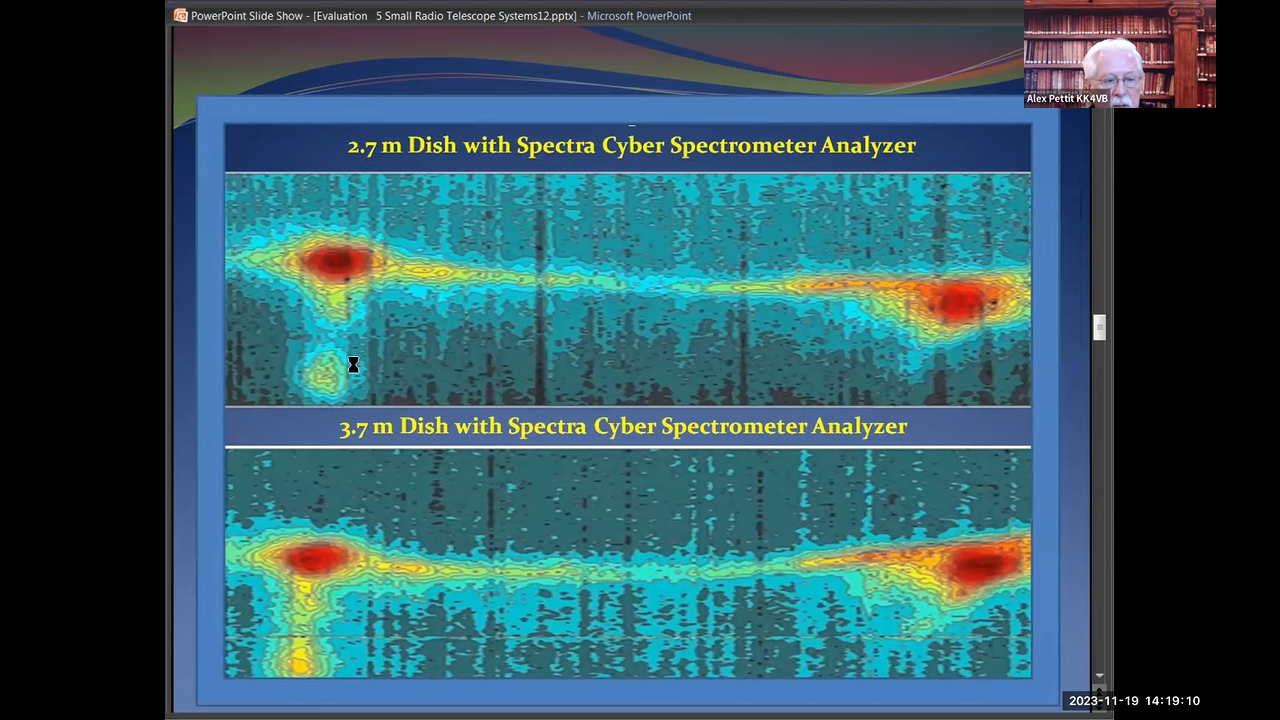 PowerPoint Slide Show - [Evaluation   5 Small Radio Telescope Systems12.pptx] - Microsoft PowerPoint
Alex Pettit KK4VB
2.7 m Dish with Spectra Cyber Spectrometer Analyzer
3.7 m Dish with Spectra Cyber Spectrometer Analyzer
2023-11-19 14:19:10